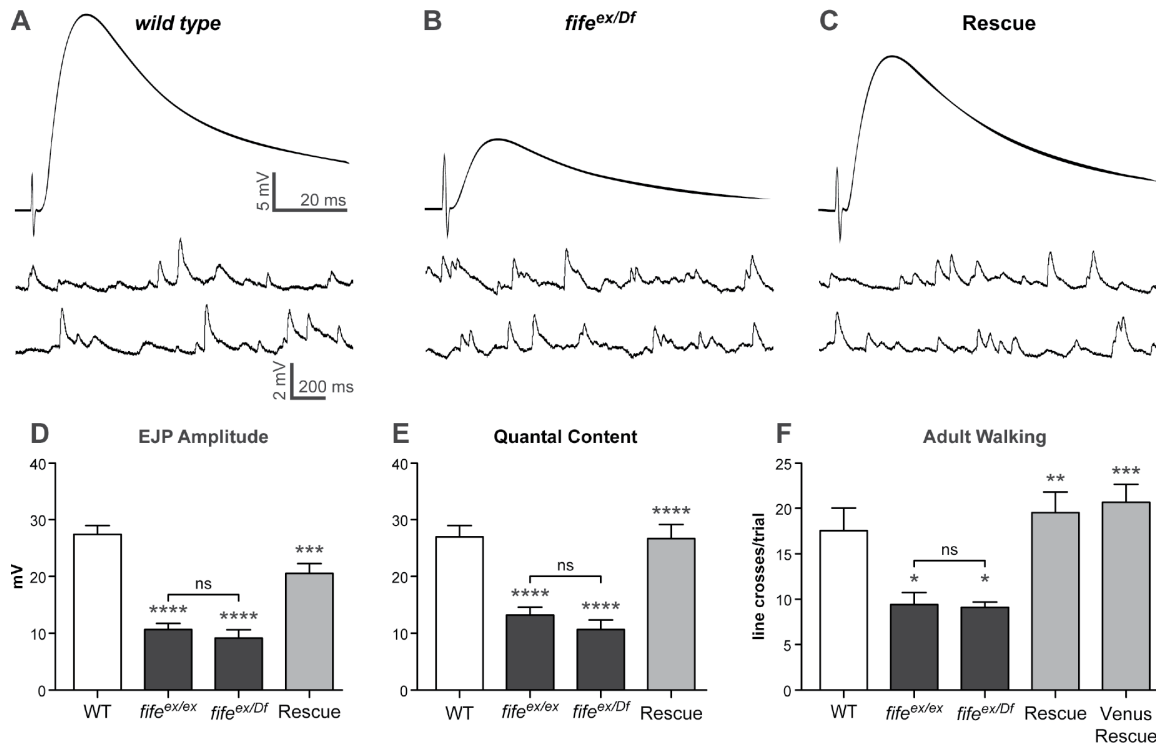 A wild type
B fife^ex/Df
C Rescue
5 mV
20 ms
2 mV
200 ms
D EJP Amplitude
40
30
20
10
0
mV
****
ns
****
***
WT fife^ex/ex fife^ex/Df Rescue
E Quantal Content
40
30
20
10
0
****
ns
****
****
WT fife^ex/ex fife^ex/Df Rescue
F Adult Walking
25
20
15
10
5
0
line crosses/trial
*
ns
*
**
***
WT fife^ex/ex fife^ex/Df Rescue Venus
Rescue